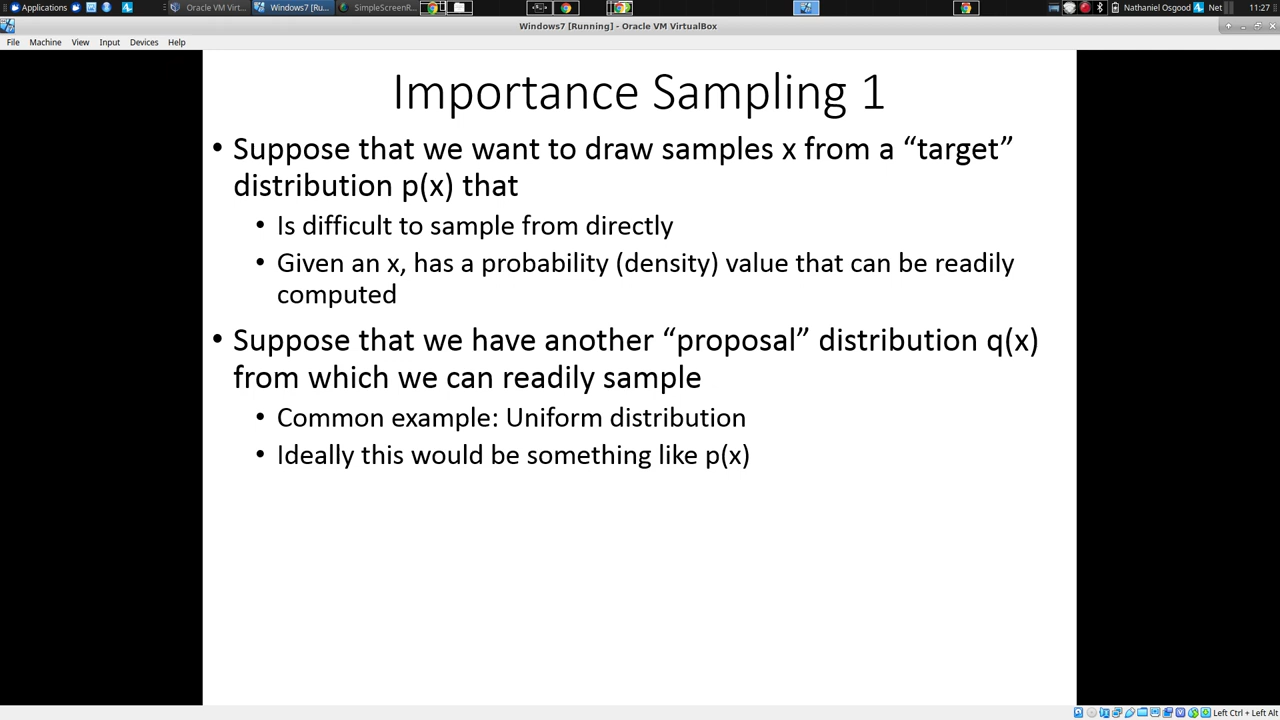 Applications
Oracle VM Virt...
Windows7 [Ru...
SimpleScreenR...
Nathaniel Osgood
Net
11:27
Windows7 [Running] - Oracle VM VirtualBox
File Machine View Input Devices Help
Importance Sampling 1
• Suppose that we want to draw samples x from a “target”
distribution p(x) that
• Is difficult to sample from directly
• Given an x, has a probability (density) value that can be readily
computed
• Suppose that we have another “proposal” distribution q(x)
from which we can readily sample
• Common example: Uniform distribution
• Ideally this would be something like p(x)
Left Ctrl + Left Alt